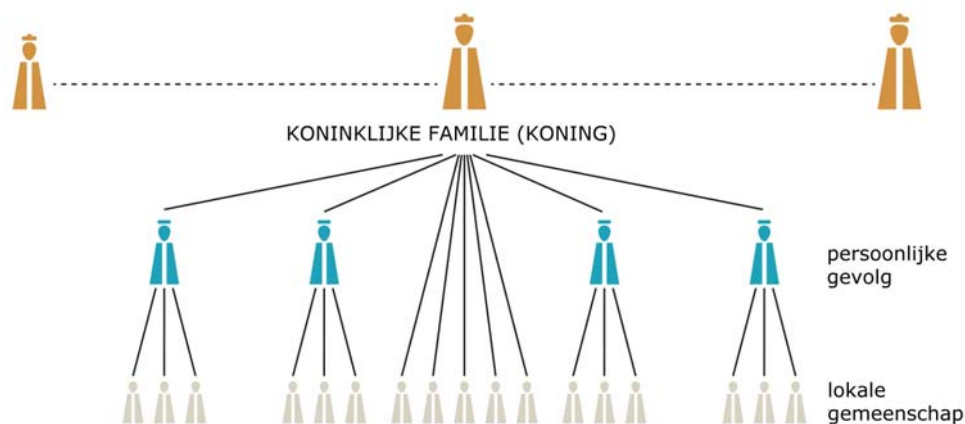 KONINKLIJKE FAMILIE (KONING)
persoonlijke
gevolg
lokale
gemeenschap